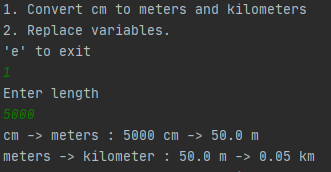 1. Convert cm to meters and kilometers
2. Replace variables.
'e' to exit
1
Enter length
5000
cm -> meters : 5000 cm -> 50.0 m
meters -> kilometer : 50.0 m -> 0.05 km